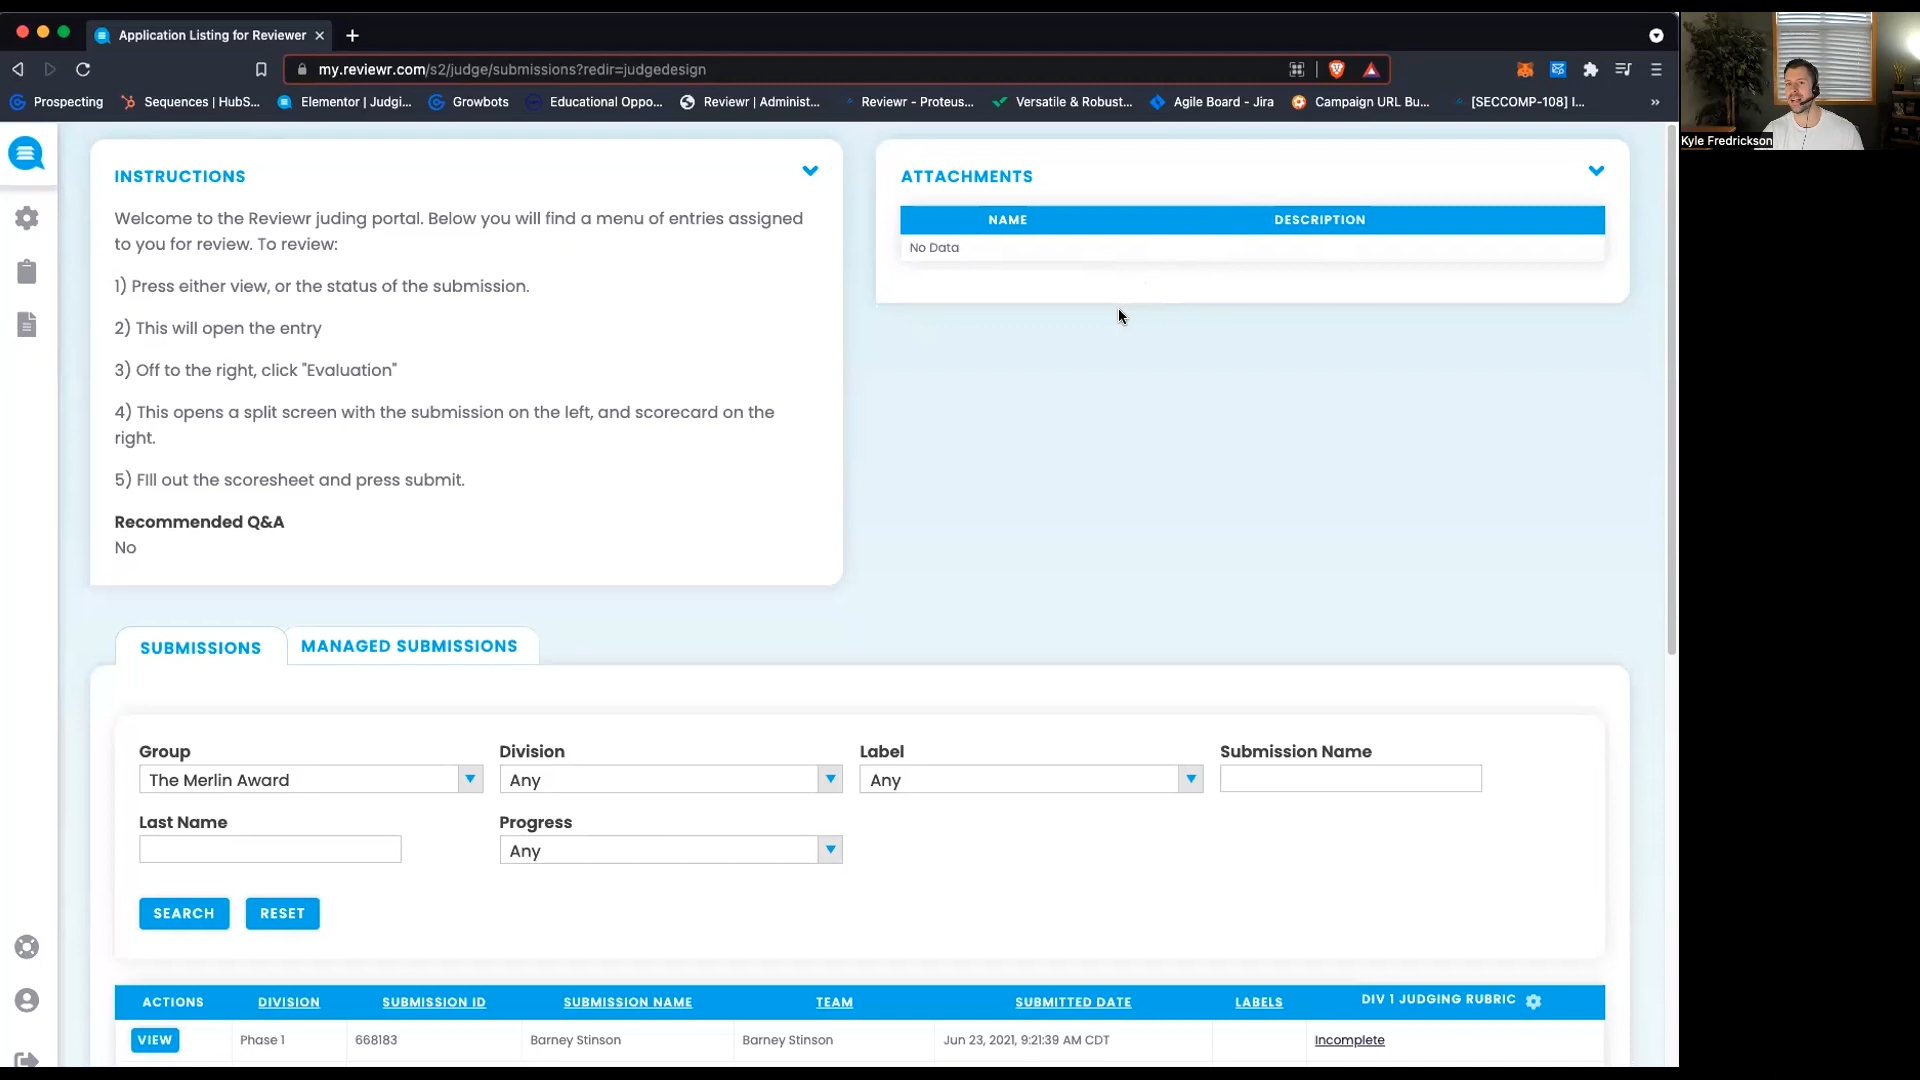 Application Listing for Reviewer
my.reviewr.com/s2/judge/submissions?redir=judgedesign
Prospecting
Sequences | HubS...
Elementor | Judgi...
Growbots
Educational Oppo...
Reviewr | Administ...
Reviewr - Proteus...
Versatile & Robust...
Agile Board - Jira
Campaign URL Bu...
[SECCOMP-108] I...
Kyle Fredrickson
INSTRUCTIONS
Welcome to the Reviewr juding portal. Below you will find a menu of entries assigned
to you for review. To review:
1) Press either view, or the status of the submission.
2) This will open the entry
3) Off to the right, click "Evaluation"
4) This opens a split screen with the submission on the left, and scorecard on the
right.
5) FIll out the scoresheet and press submit.
Recommended Q&A
No
ATTACHMENTS
NAME DESCRIPTION
No Data
SUBMISSIONS MANAGED SUBMISSIONS
Group Division Label Submission Name
The Merlin Award Any Any
Last Name Progress
Any
SEARCH RESET
ACTIONS DIVISION SUBMISSION ID SUBMISSION NAME TEAM SUBMITTED DATE LABELS DIV 1 JUDGING RUBRIC
VIEW Phase 1 668183 Barney Stinson Barney Stinson Jun 23, 2021, 9:21:39 AM CDT Incomplete